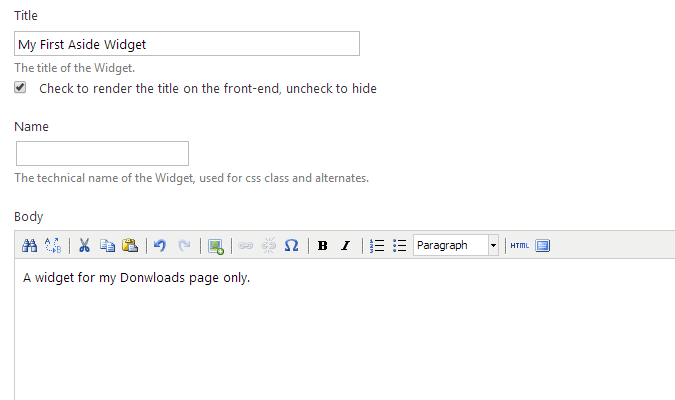 Title
My First Aside Widget
The title of the Widget.
Check to render the title on the front-end, uncheck to hide
Name
The technical name of the Widget, used for css class and alternates.
Body
B I Paragraph HTML
A widget for my Donwloads page only.